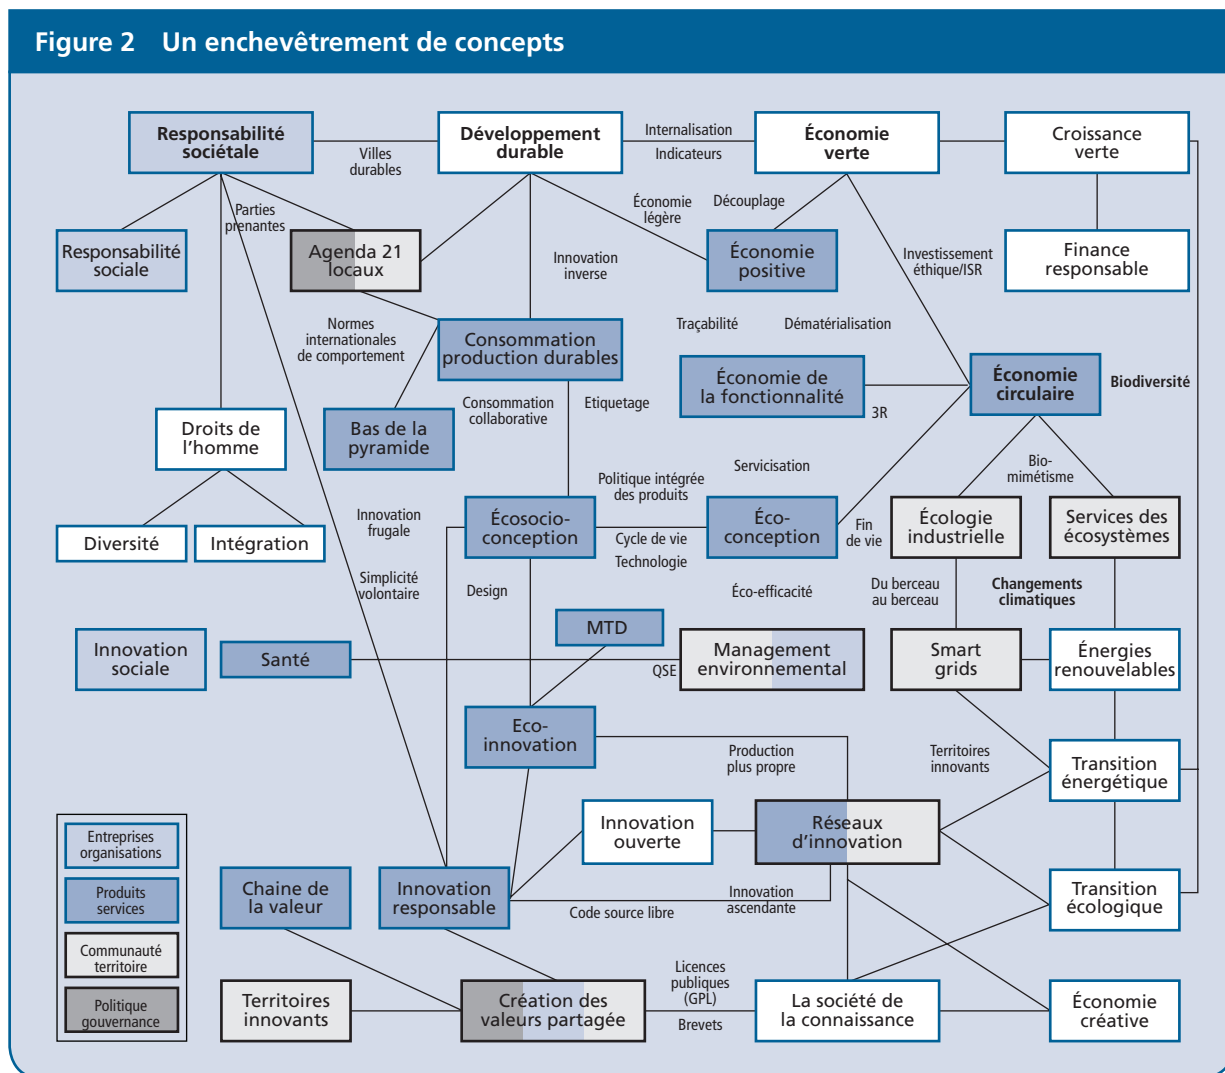 Figure 2 Un enchevêtrement de concepts
Responsabilité
sociétale
Villes
durables
Développement
durable
Internalisation
Indicateurs
Économie
verte
Croissance
verte
Parties
prenantes
Économie
légère
Découplage
Responsabilité
sociale
Agenda 21
locaux
Innovation
inverse
Économie
positive
Investissement
éthique/ISR
Finance
responsable
Normes
internationales
de comportement
Consommation
production durables
Traçabilité
Dématérialisation
Économie de
la fonctionnalité
3R
Économie
circulaire
Biodiversité
Droits de
l'homme
Bas de la
pyramide
Consommation
collaborative
Etiquetage
Politique intégrée
des produits
Servicisation
Bio-
mimétisme
Diversité
Intégration
Innovation
frugale
Écosocio-
conception
Cycle de vie
Technologie
Éco-
conception
Fin
de vie
Écologie
industrielle
Services des
écosystèmes
Simplicité
volontaire
Design
Éco-efficacité
Du berceau
au berceau
Changements
climatiques
Innovation
sociale
Santé
MTD
QSE
Management
environnemental
Smart
grids
Énergies
renouvelables
Eco-
innovation
Production
plus propre
Territoires
innovants
Transition
énergétique
Innovation
ouverte
Réseaux
d'innovation
Entreprises
organisations
Produits
services
Communauté
territoire
Politique
gouvernance
Chaine de
la valeur
Innovation
responsable
Code source libre
Innovation
ascendante
Transition
écologique
Territoires
innovants
Création des
valeurs partagée
Licences
publiques
(GPL)
Brevets
La société de
la connaissance
Économie
créative